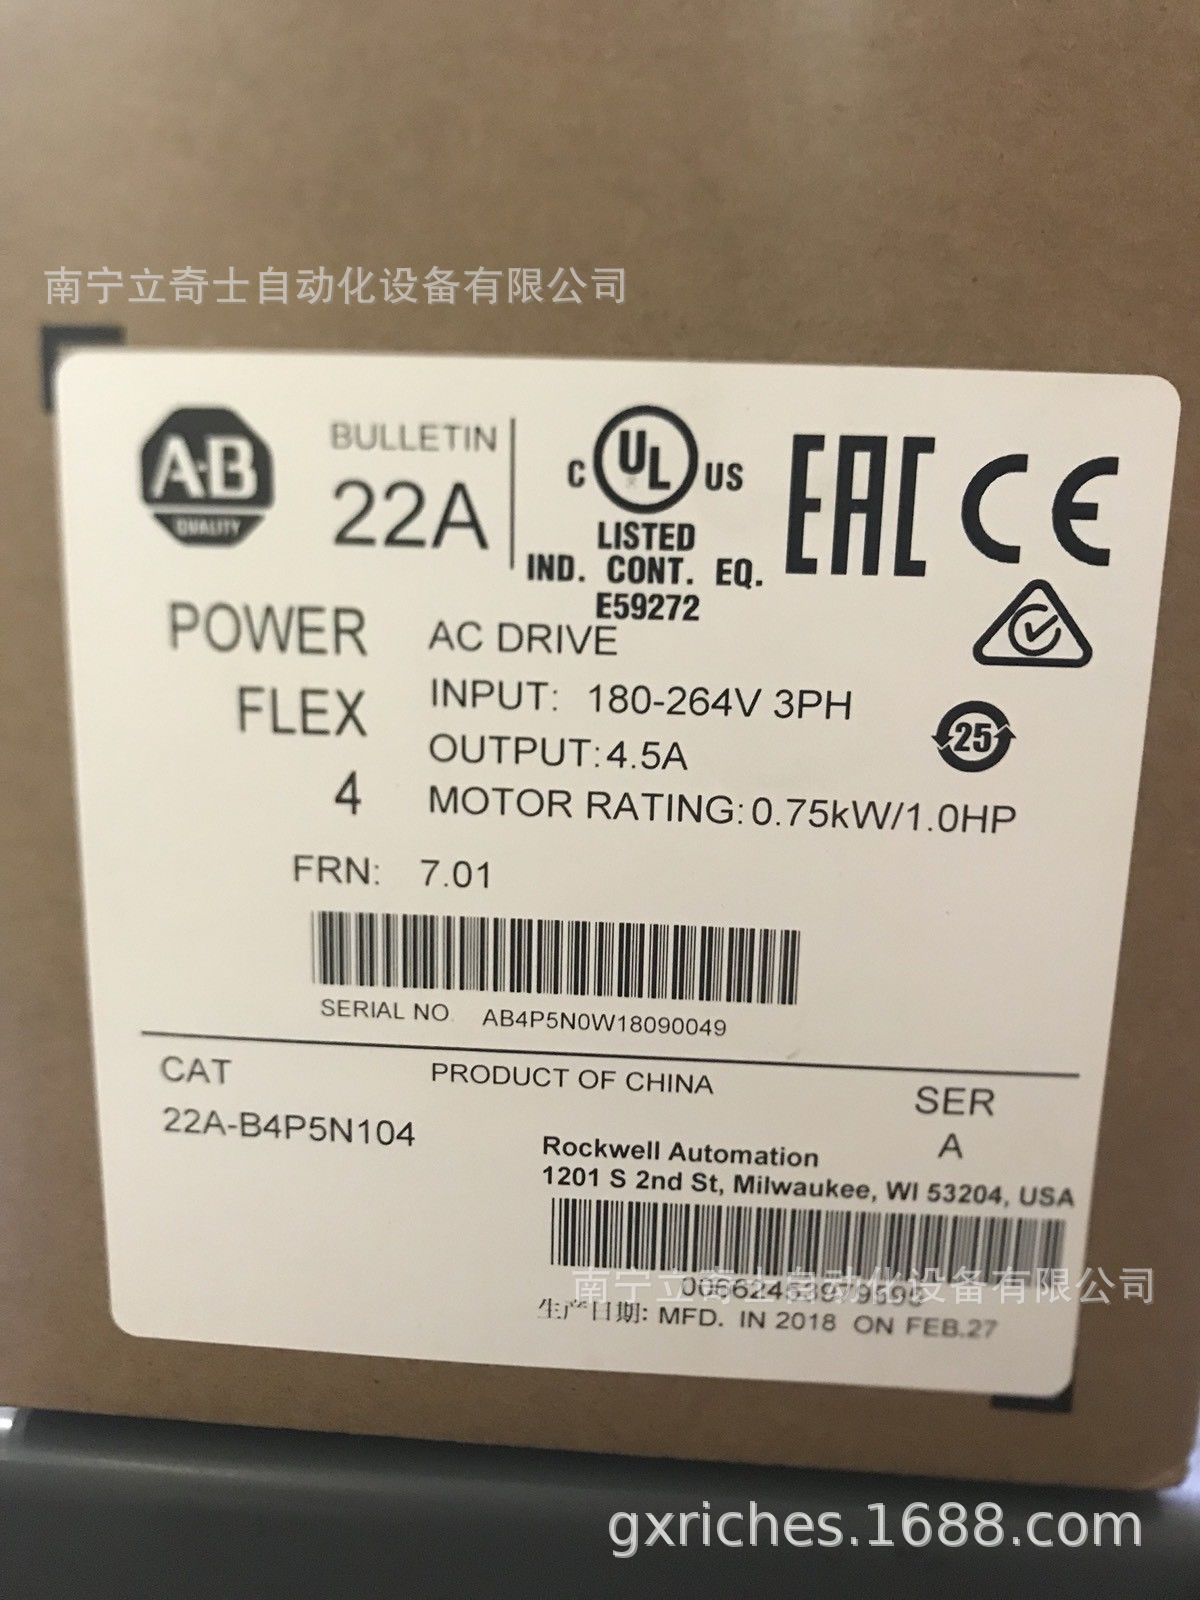 南宁立奇士自动化设备有限公司
A-B
QUALITY
BULLETIN
22A
C UL US
LISTED
IND. CONT. EQ.
E59272
EAC CE
POWER
FLEX
4
AC DRIVE
INPUT: 180-264V 3PH
OUTPUT: 4.5A
MOTOR RATING: 0.75kW/1.0HP
25
FRN: 7.01
SERIAL NO AB4P5N0W18090049
CAT
22A-B4P5N104
PRODUCT OF CHINA
SER
A
Rockwell Automation
1201 S 2nd St, Milwaukee, WI 53204, USA
南宁立奇士自动化设备有限公司
生产日期: MFD. IN 2018 ON FEB.27
gxriches.1688.com